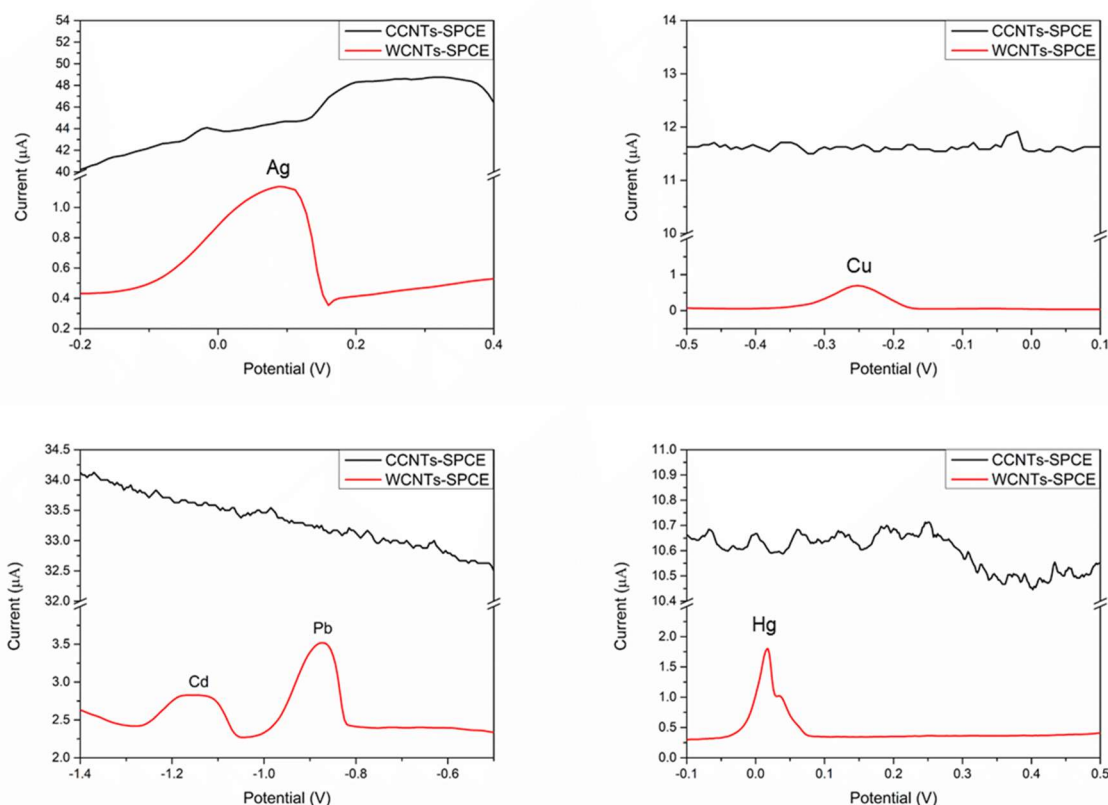 54
52
50
48
46
44
42
40
1.0
0.8
0.6
0.4
0.2
Current (μA)
CCNTs-SPCE
WCNTs-SPCE
Ag
-0.2 0.0 0.2 0.4
Potential (V)
14
13
12
11
10
1
0
Current (μA)
CCNTs-SPCE
WCNTs-SPCE
Cu
-0.5 -0.4 -0.3 -0.2 -0.1 0.0 0.1
Potential (V)
34.5
34.0
33.5
33.0
32.5
32.0
3.5
3.0
2.5
2.0
Current (μA)
CCNTs-SPCE
WCNTs-SPCE
Cd
Pb
-1.4 -1.2 -1.0 -0.8 -0.6
Potential (V)
11.0
10.9
10.8
10.7
10.6
10.5
10.4
2.0
1.5
1.0
0.5
0.0
Current (μA)
CCNTs-SPCE
WCNTs-SPCE
Hg
-0.1 0.0 0.1 0.2 0.3 0.4 0.5
Potential (V)